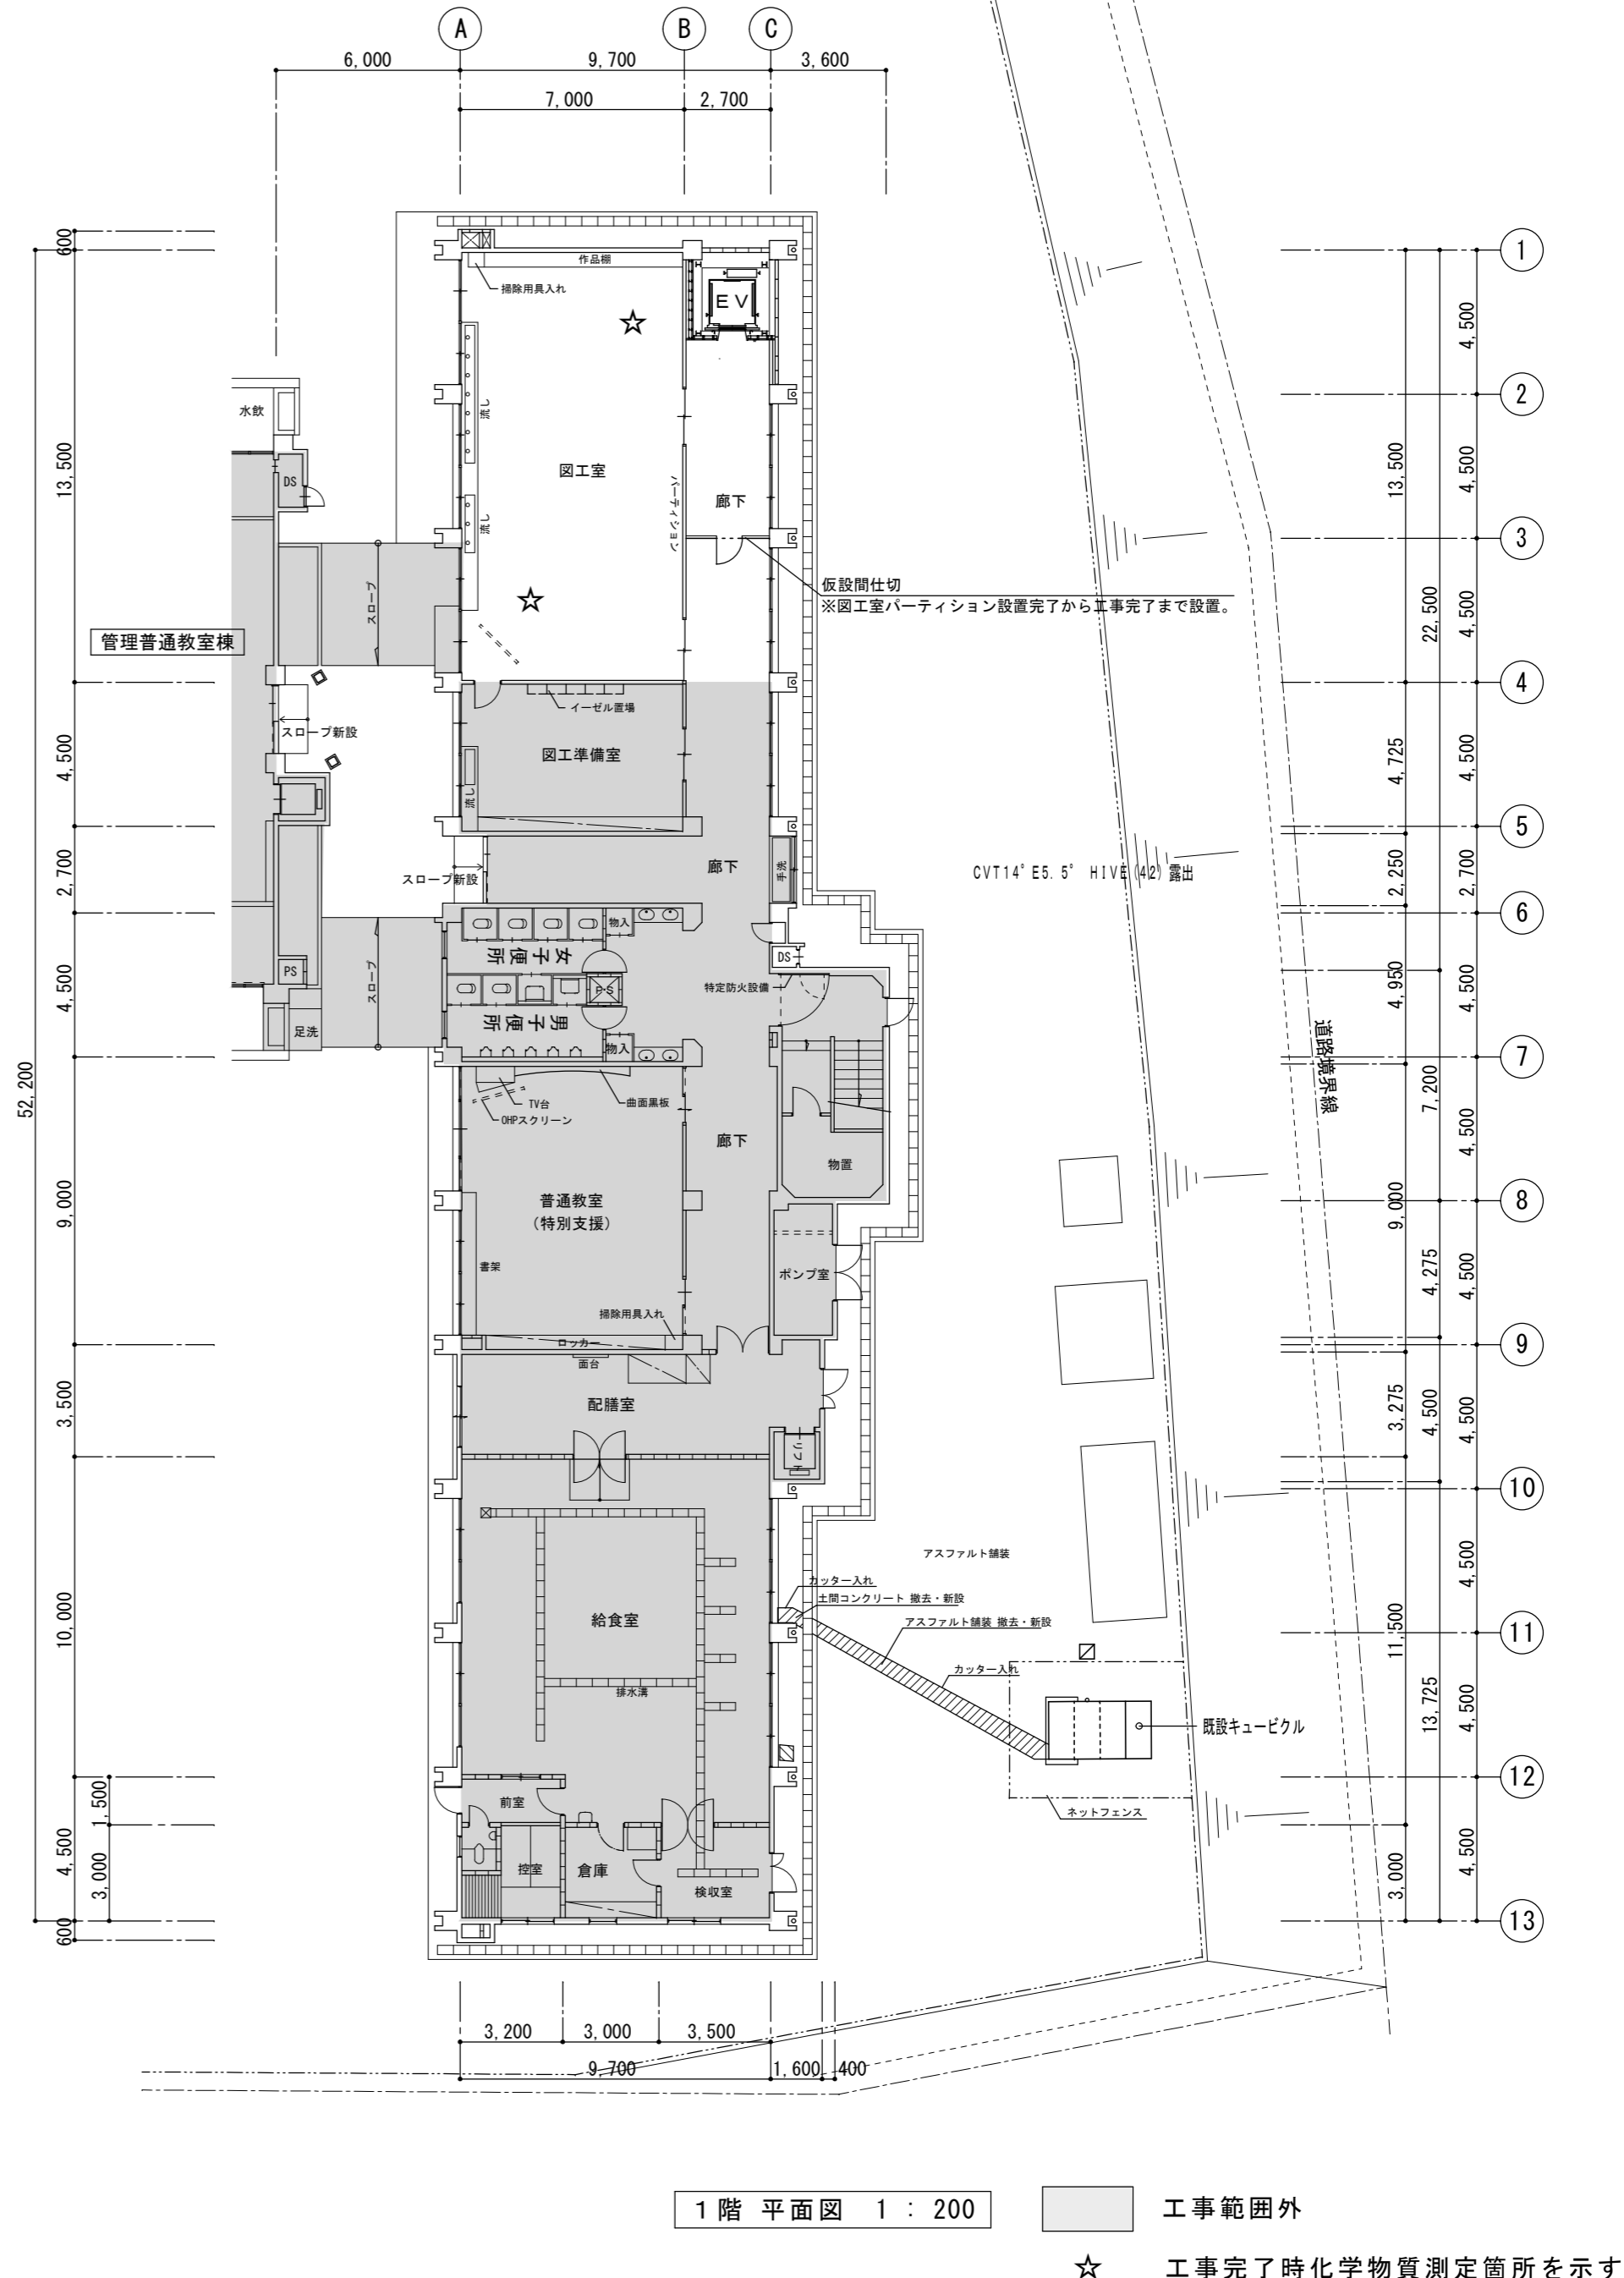 A
B
C
6,000
9,700
3,600
7,000
2,700
600
1
作品棚
掃除用具入れ
EV
☆
4,500
2
水飲
流し
13,500
DS
図工室
パーティション
廊下
13,500
4,500
流し
3
スロープ
仮設間仕切
※図工室パーティション設置完了から工事完了まで設置。
☆
22,500
4,500
管理普通教室棟
4
イーゼル置場
スロープ新設
図工準備室
4,500
4,725
4,500
流し
5
廊下
手洗
CVT14° E5.5° HIVE(42)露出
スロープ新設
2,700
2,250
2,700
6
物入
女子便所
DS
PS
PS
特定防火設備
4,500
スロープ
4,950
4,500
足洗
男子便所
物入
道路境界線
7
52,200
TV台
OHPスクリーン
曲面黒板
7,200
4,500
廊下
物置
普通教室
(特別支援)
8
9,000
9,000
書架
ポンプ室
4,275
4,500
掃除用具入れ
ロッカー
9
面台
配膳室
3,500
3,275
4,500
4,500
リフト
10
アスファルト舗装
カッター入れ
土間コンクリート 撤去・新設
アスファルト舗装 撤去・新設
4,500
給食室
10,000
11,500
11
カッター入れ
排水溝
13,725
4,500
既設キュービクル
12
1,500
前室
ネットフェンス
4,500
3,000
控室
倉庫
検収室
3,000
4,500
600
13
3,200
3,000
3,500
9,700
1,600
400
1階 平面図 1 : 200
工事範囲外
☆ 工事完了時化学物質測定箇所を示す